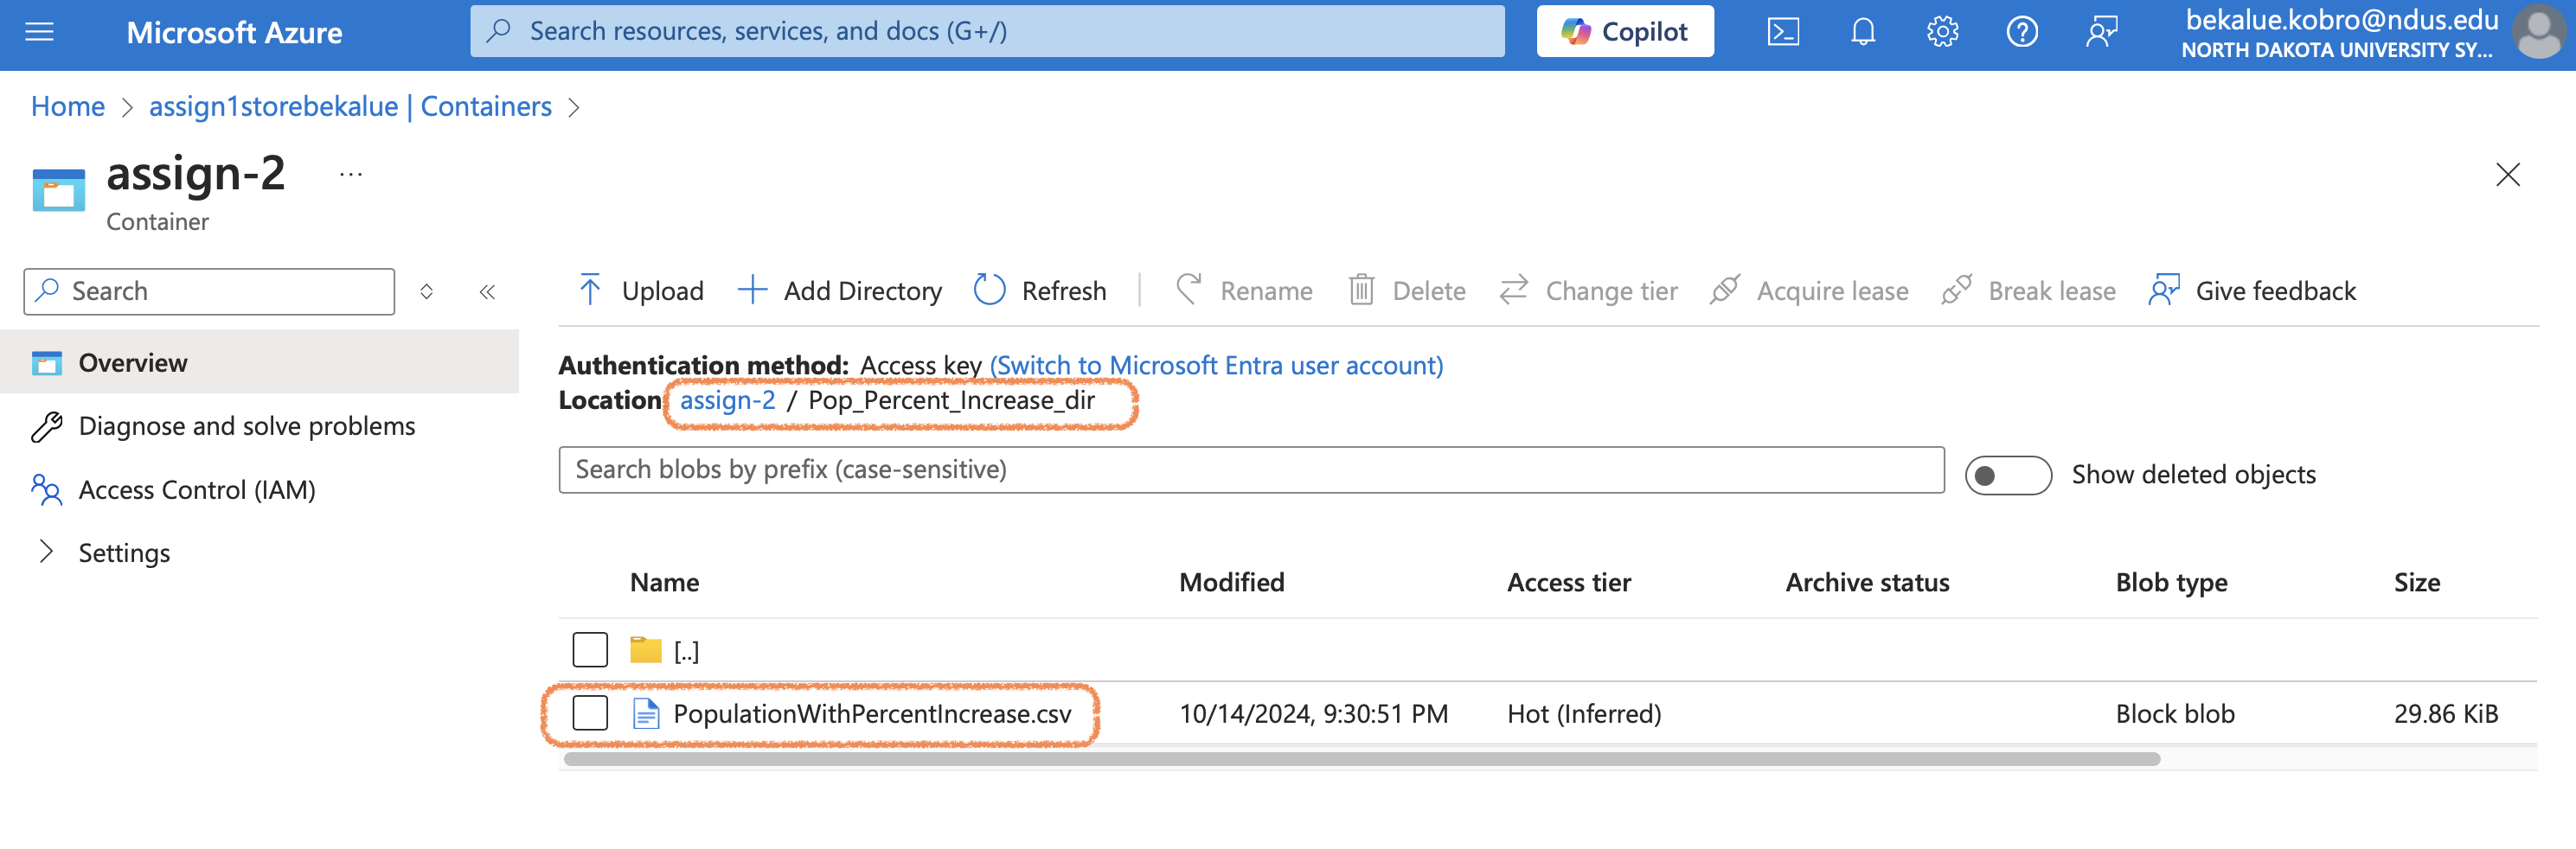 Microsoft Azure
Search resources, services, and docs (G+/)
Copilot
bekalue.kobro@ndus.edu
NORTH DAKOTA UNIVERSITY SY...
Home > assign1storebekalue | Containers >
assign-2 ...
Container
Search
Overview
Diagnose and solve problems
Access Control (IAM)
Settings
Upload Add Directory Refresh Rename Delete Change tier Acquire lease Break lease Give feedback
Authentication method: Access key (Switch to Microsoft Entra user account)
Location assign-2 / Pop_Percent_Increase_dir
Search blobs by prefix (case-sensitive)
Show deleted objects
Name Modified Access tier Archive status Blob type Size
[..]
PopulationWithPercentIncrease.csv 10/14/2024, 9:30:51 PM Hot (Inferred) Block blob 29.86 KiB